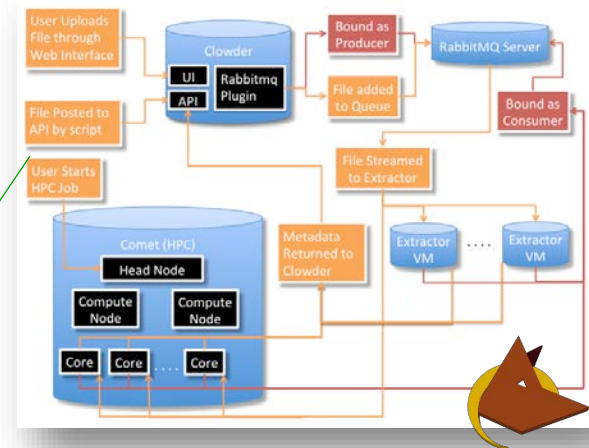 User Uploads
File through
Web Interface
File Posted to
API by script
User Starts
HPC Job
Clowder
UI
API
Rabbitmq
Plugin
Bound as
Producer
File added
to Queue
RabbitMQ Server
Bound as
Consumer
File Streamed
to Extractor
Metadata
Returned to
Clowder
Extractor
VM
....
Extractor
VM
Comet (HPC)
Head Node
Compute
Node
Compute
Node
Core
Core
....
Core